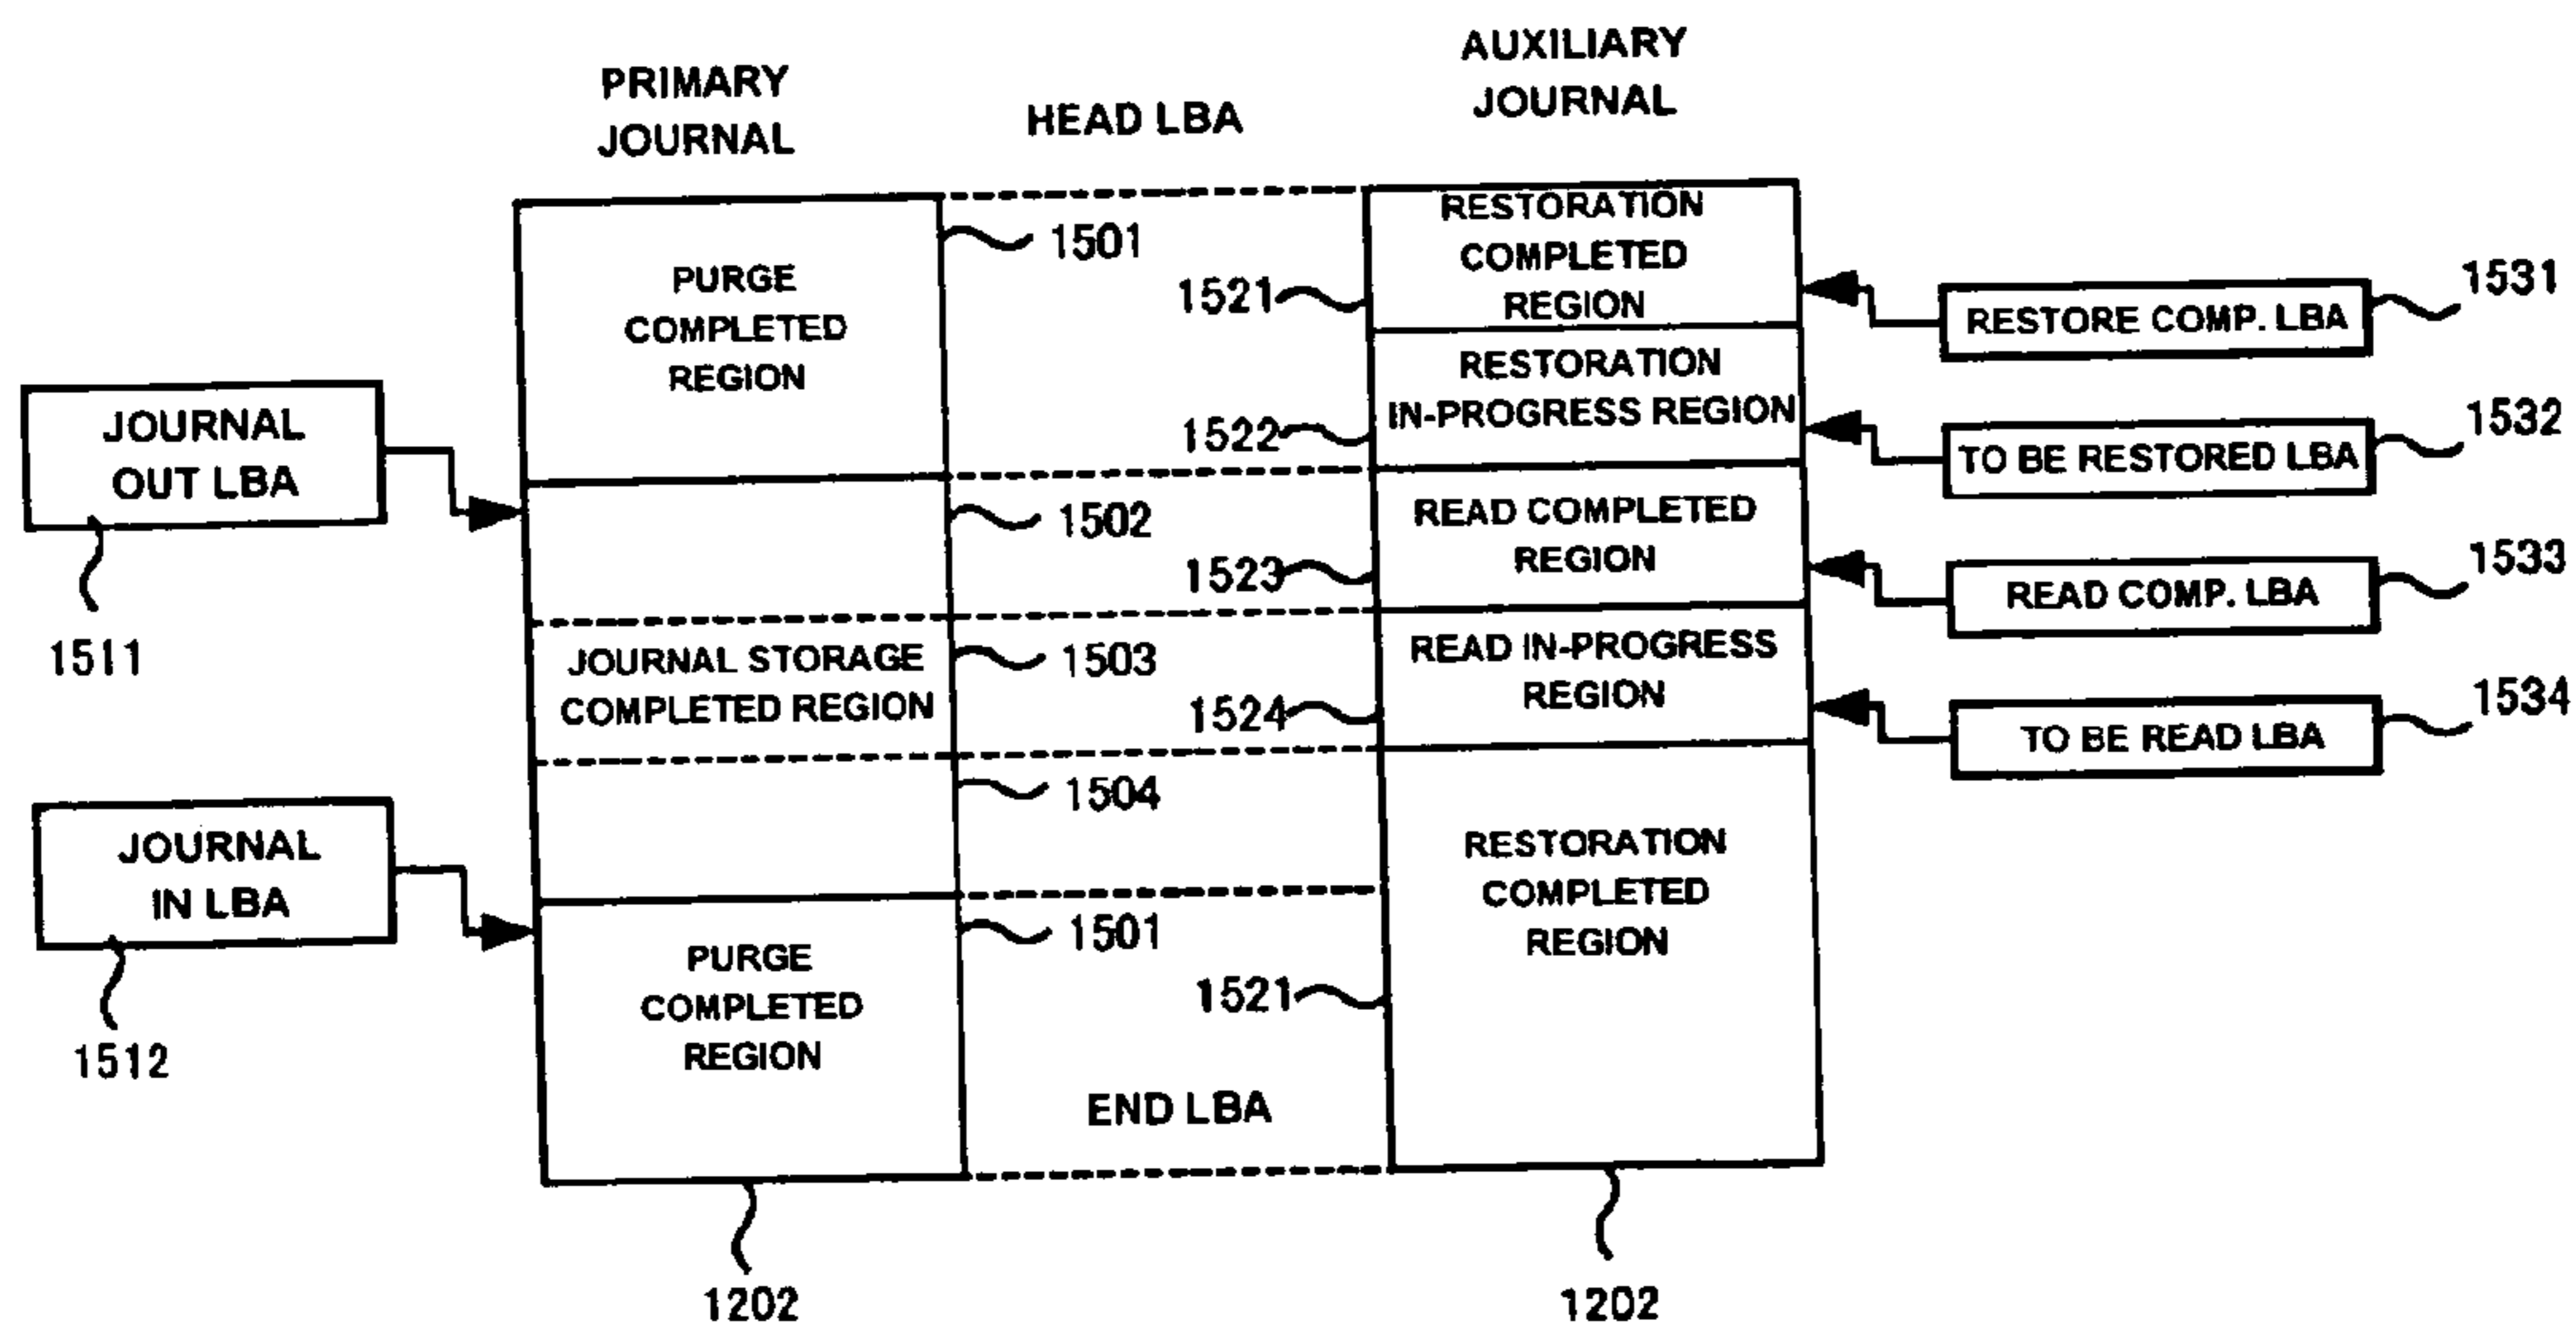 PRIMARY
JOURNAL
HEAD LBA
AUXILIARY
JOURNAL
JOURNAL
OUT LBA
1511
JOURNAL
IN LBA
1512
PURGE
COMPLETED
REGION
1501
1502
JOURNAL STORAGE
COMPLETED REGION
1503
1504
PURGE
COMPLETED
REGION
1501
1202
END LBA
RESTORATION
COMPLETED
REGION
1521
RESTORATION
IN-PROGRESS REGION
1522
READ COMPLETED
REGION
1523
READ IN-PROGRESS
REGION
1524
RESTORATION
COMPLETED
REGION
1521
1202
RESTORE COMP. LBA
1531
TO BE RESTORED LBA
1532
READ COMP. LBA
1533
TO BE READ LBA
1534